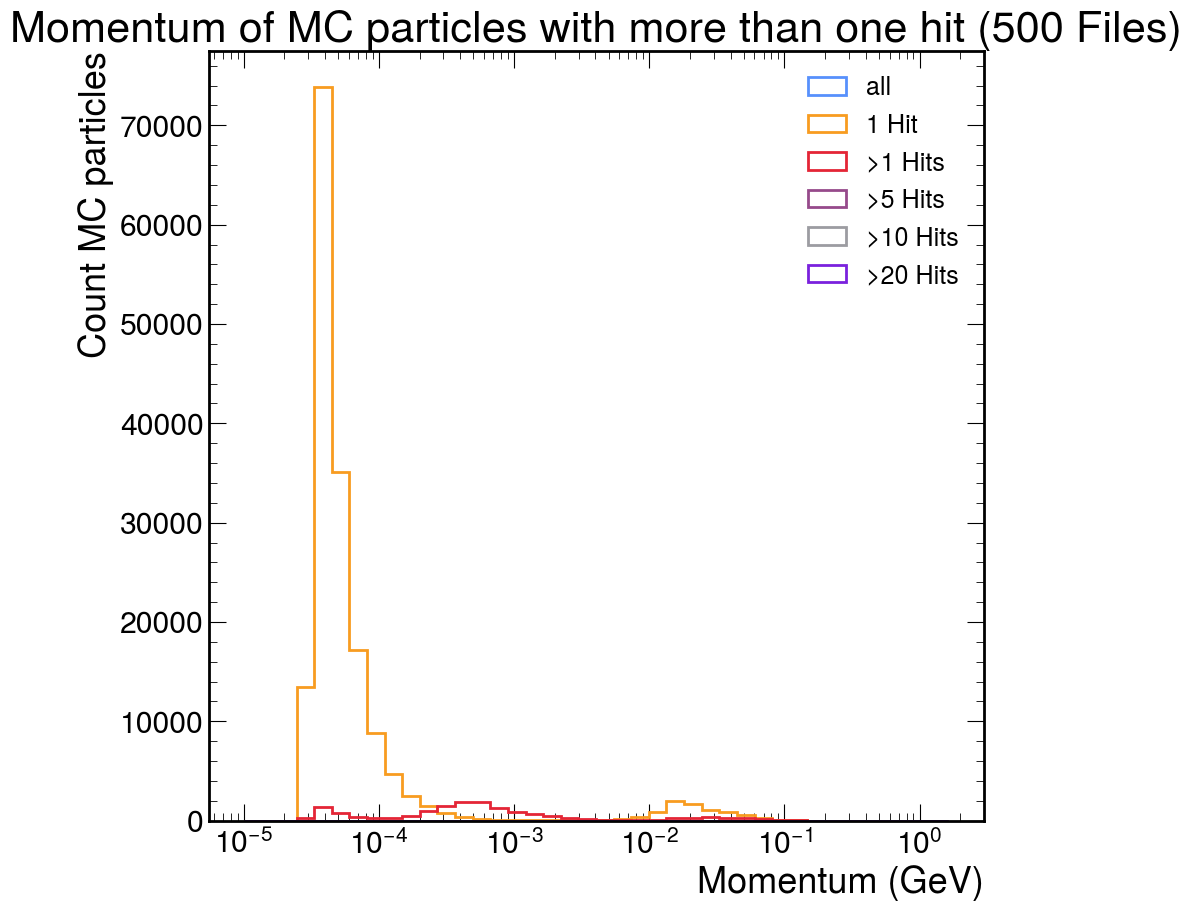 Momentum of MC particles with more than one hit (500 Files)
Count MC particles
70000
60000
50000
40000
30000
20000
10000
0
all
1 Hit
>1 Hits
>5 Hits
>10 Hits
>20 Hits
10⁻⁵
10⁻⁴
10⁻³
10⁻²
10⁻¹
10⁰
Momentum (GeV)